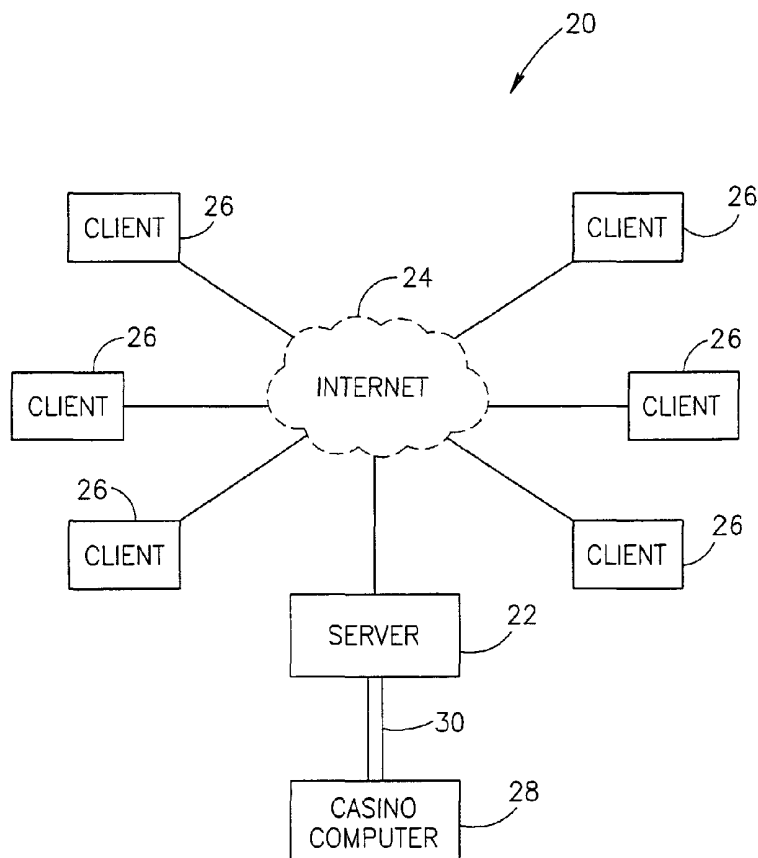 20
CLIENT
26
CLIENT
26
24
26
CLIENT
INTERNET
26
CLIENT
26
CLIENT
CLIENT
26
SERVER
22
30
CASINO
COMPUTER
28